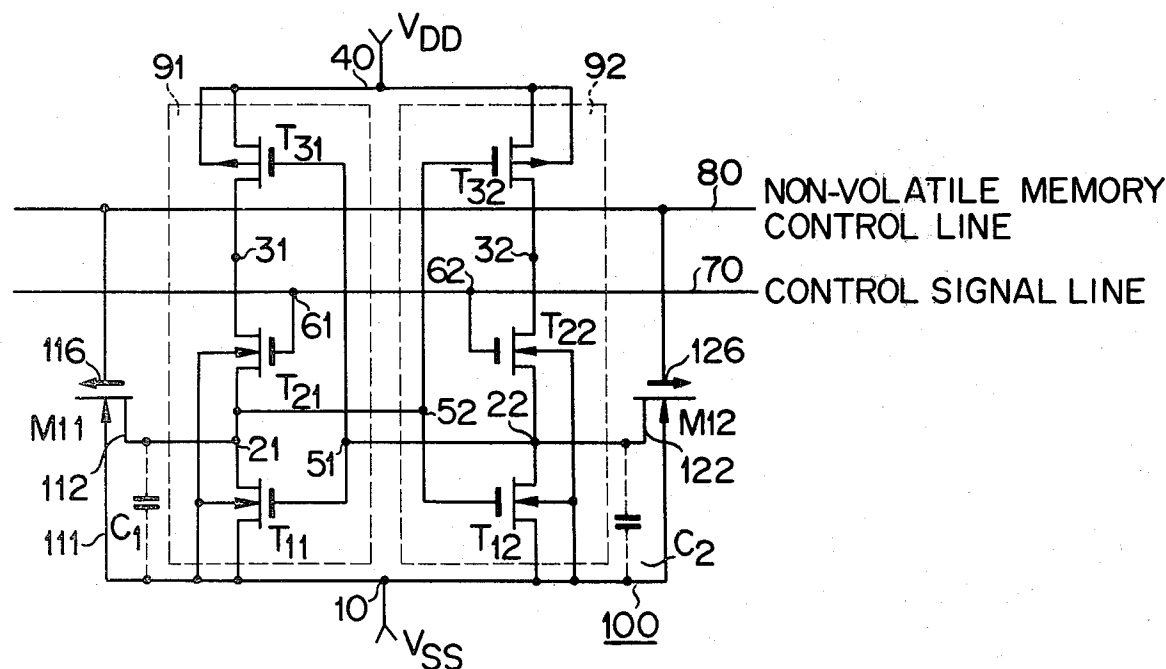 VDD
91
40
92
T31
T32
80
NON-VOLATILE MEMORY
CONTROL LINE
31
32
62
70
CONTROL SIGNAL LINE
61
T22
116
126
T21
52
22
M11
M12
21
51
122
112
C1
T11
T12
C2
111
10
100
VSS